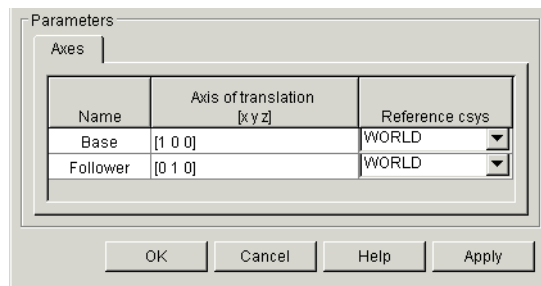 Parameters
Axes
Name Axis of translation [x y z] Reference csys
Base [1 0 0] WORLD
Follower [0 1 0] WORLD
OK Cancel Help Apply